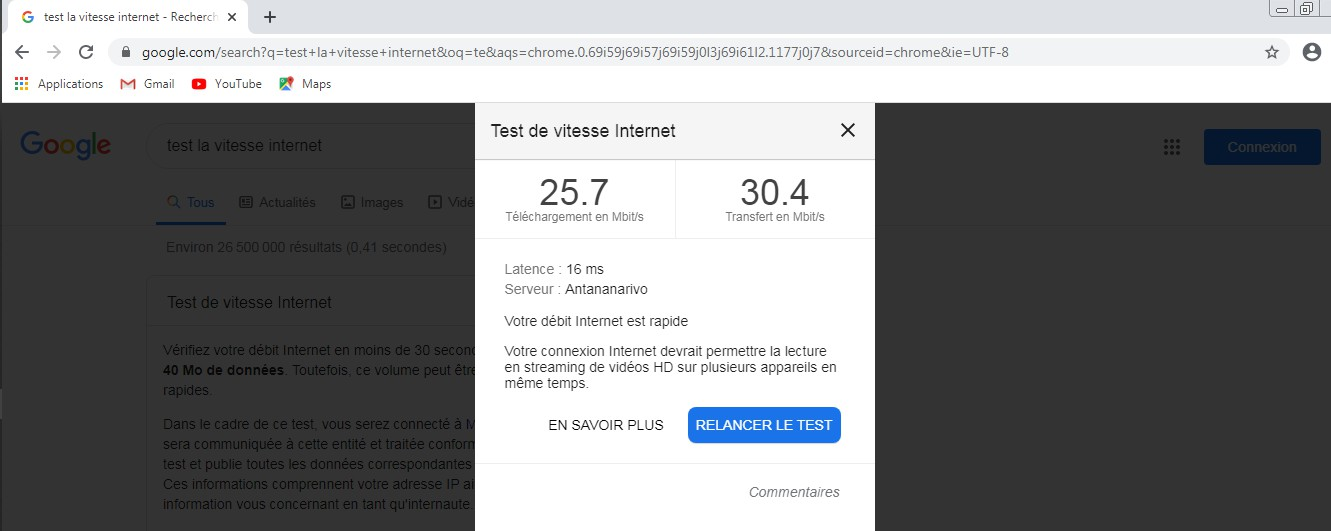 test la vitesse internet - Recherch
google.com/search?q=test+la+vitesse+internet&oq=te&aqs=chrome.0.69i59j69i57j69i59j0l3j69i61l2.1177j0j7&sourceid=chrome&ie=UTF-8
Applications Gmail YouTube Maps
Google
test la vitesse internet
Connexion
Tous Actualités Images Vidé
Environ 26 500 000 résultats (0,41 secondes)
Test de vitesse Internet
Vérifiez votre débit Internet en moins de 30 second
40 Mo de données. Toutefois, ce volume peut être
rapides.
Dans le cadre de ce test, vous serez connecté à M
sera communiquée à cette entité et traitée conform
test et publie toutes les données correspondantes
Ces informations comprennent votre adresse IP ai
information vous concernant en tant qu'internaute.
Test de vitesse Internet
25.7
Téléchargement en Mbit/s
30.4
Transfert en Mbit/s
Latence : 16 ms
Serveur : Antananarivo
Votre débit Internet est rapide
Votre connexion Internet devrait permettre la lecture
en streaming de vidéos HD sur plusieurs appareils en
même temps.
EN SAVOIR PLUS RELANCER LE TEST
Commentaires